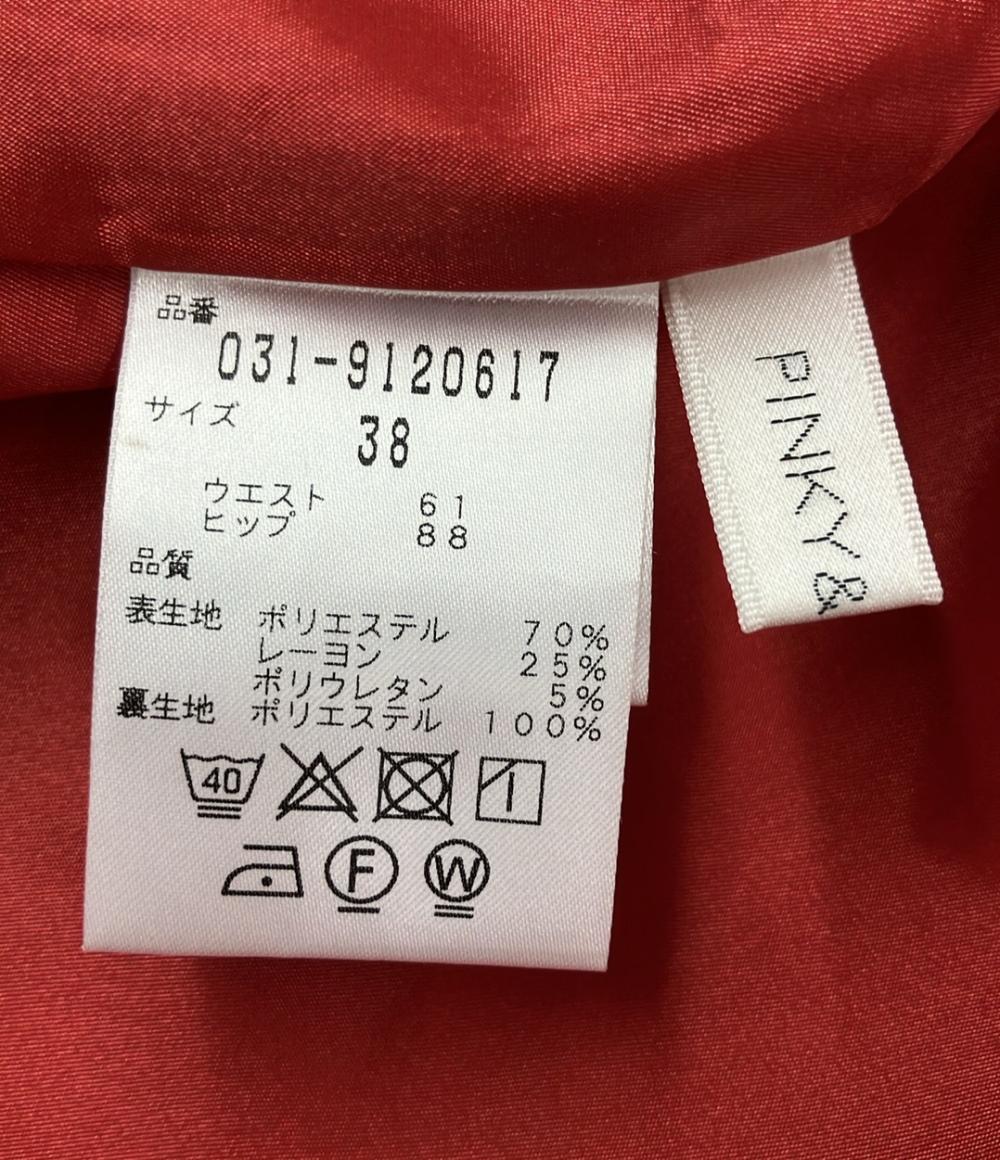 品番
031-9120617
サイズ
38
ウエスト 61
ヒップ 88
品質
表生地 ポリエステル 70%
レーヨン 25%
ポリウレタン 5%
裏生地 ポリエステル 100%
40
F
W
PINKY &